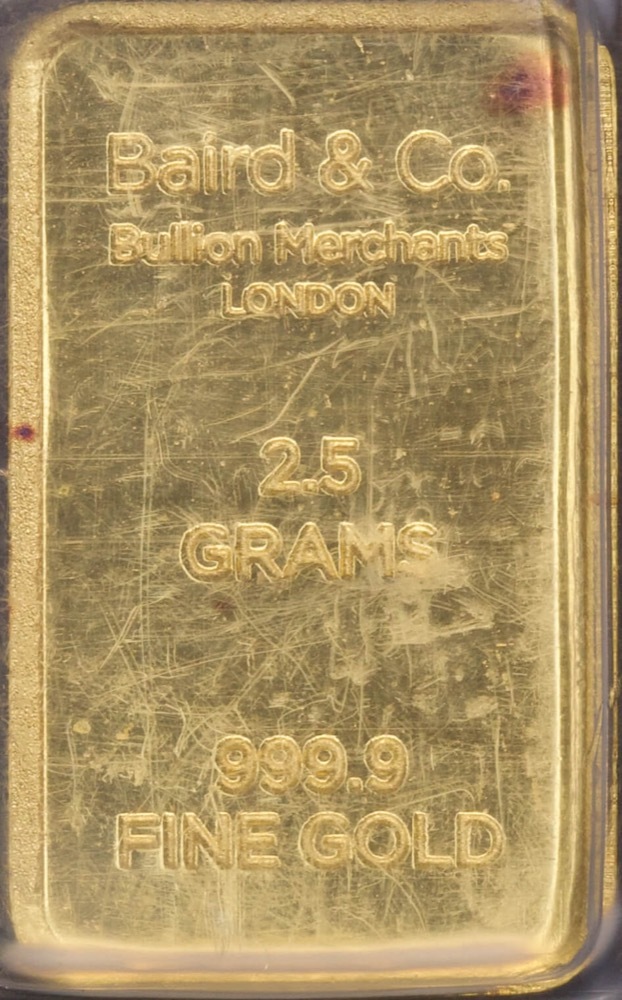 Baird & Co.
Bullion Merchants
LONDON
2.5
GRAMS
999.9
FINE GOLD